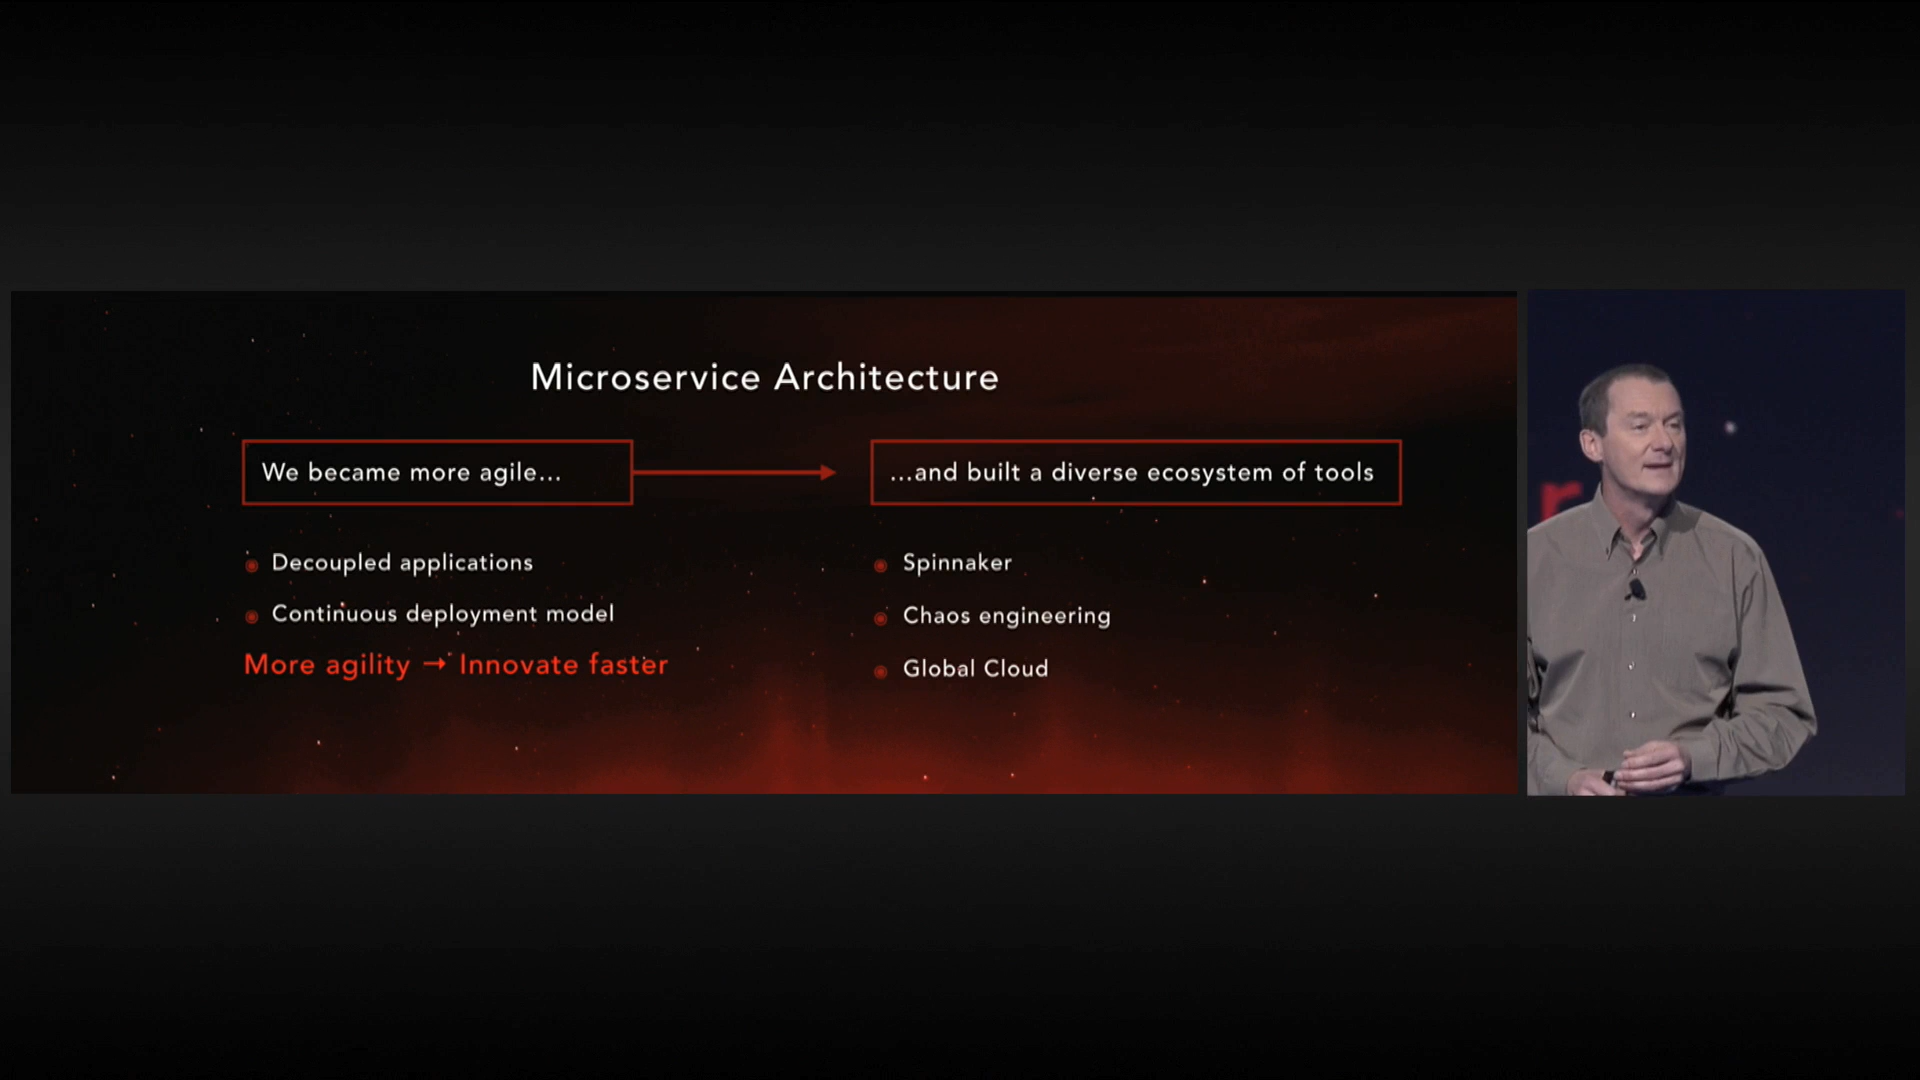 Microservice Architecture
We became more agile...
...and built a diverse ecosystem of tools
Decoupled applications
Continuous deployment model
More agility → Innovate faster
Spinnaker
Chaos engineering
Global Cloud
r